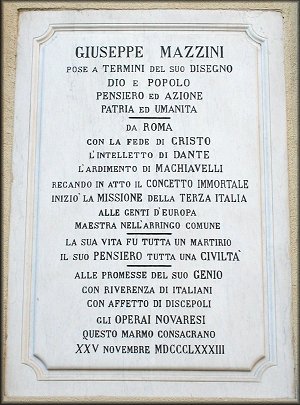 GIUSEPPE MAZZINI
POSE A TERMINI DEL SUO DISEGNO
DIO E POPOLO
PENSIERO ED AZIONE
PATRIA ED UMANITA
DA ROMA
CON LA FEDE DI CRISTO
L'INTELLETTO DI DANTE
L'ARDIMENTO DI MACHIAVELLI
RECANDO IN ATTO IL CONCETTO IMMORTALE
INIZIO' LA MISSIONE DELLA TERZA ITALIA
ALLE GENTI D'EUROPA
MAESTRA NELL'ARRINGO COMUNE
LA SUA VITA FU TUTTA UN MARTIRIO
IL SUO PENSIERO TUTTA UNA CIVILTA'
ALLE PROMESSE DEL SUO GENIO
CON RIVERENZA DI ITALIANI
CON AFFETTO DI DISCEPOLI
GLI OPERAI NOVARESI
QUESTO MARMO CONSACRANO
XXV NOVEMBRE MDCCCLXXXIII